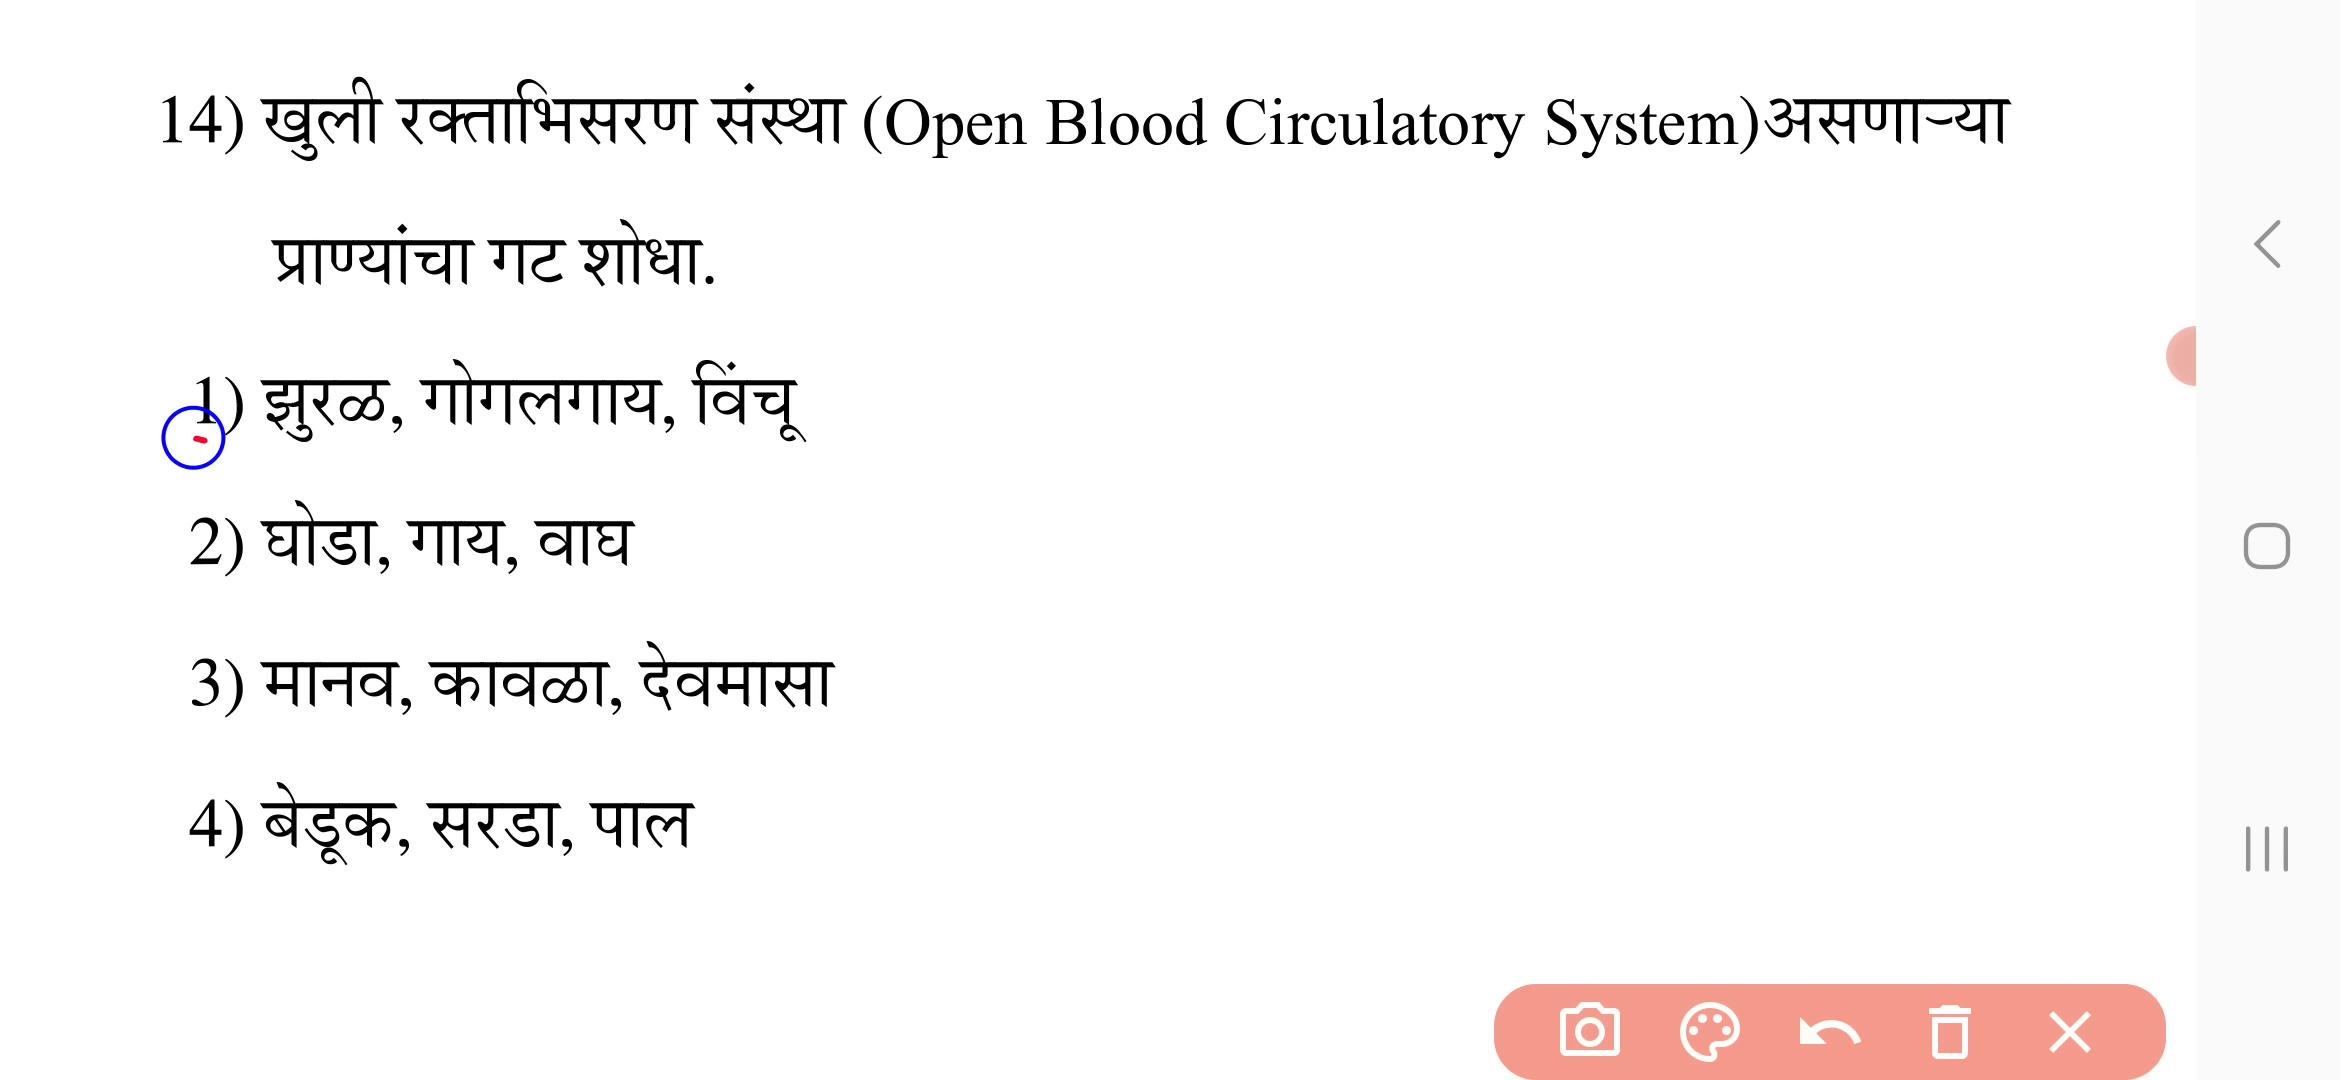 14) खुली रक्ताभिसरण संस्था (Open Blood Circulatory System)असणाऱ्या
प्राण्यांचा गट शोधा.
1) झुरळ, गोगलगाय, विंचू
2) घोडा, गाय, वाघ
3) मानव, कावळा, देवमासा
4) बेडूक, सरडा, पाल